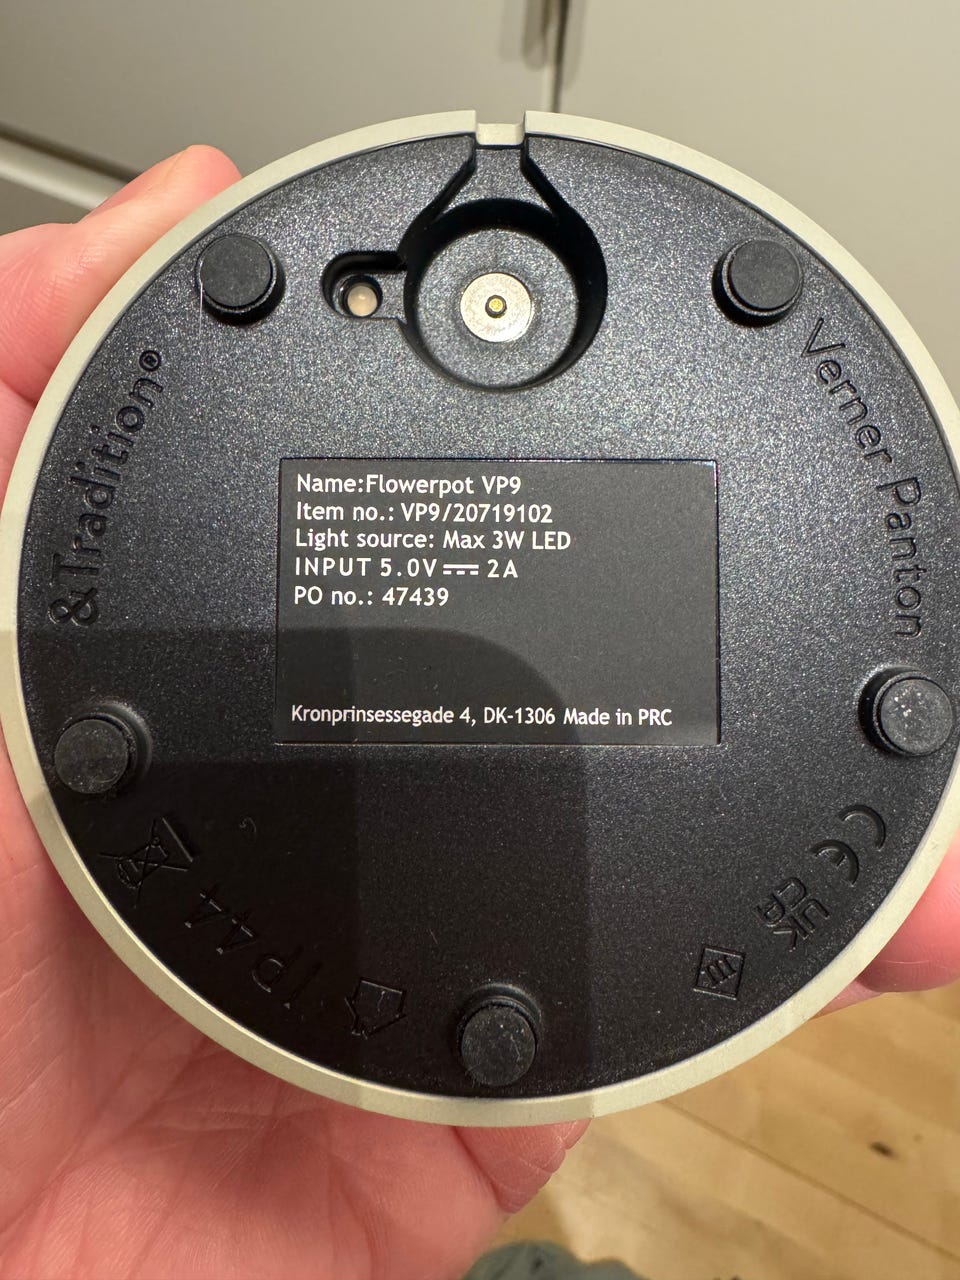 &Tradition®
Verner Panton
Name:Flowerpot VP9
Item no.: VP9/20719102
Light source: Max 3W LED
INPUT 5.0V ⎓ 2A
PO no.: 47439
Kronprinsessegade 4, DK-1306 Made in PRC
IP44
CE
UK
CA
III